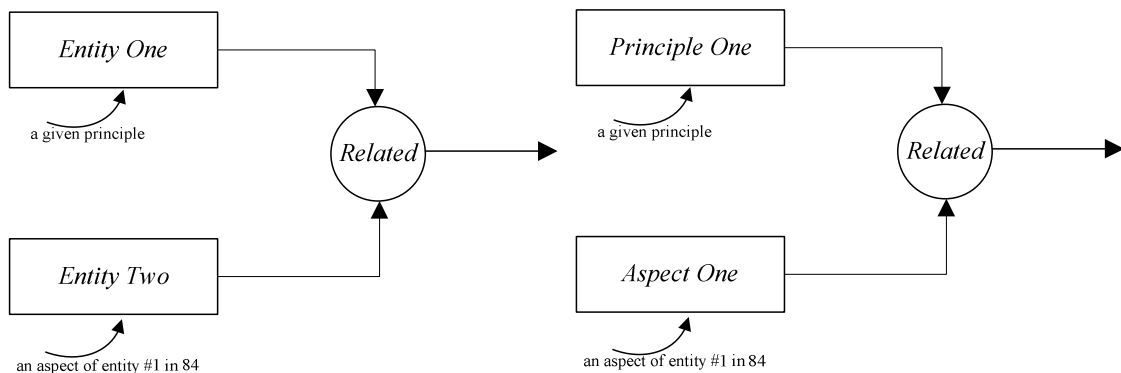 Entity One
a given principle
Related
Entity Two
an aspect of entity #1 in 84
Principle One
a given principle
Related
Aspect One
an aspect of entity #1 in 84